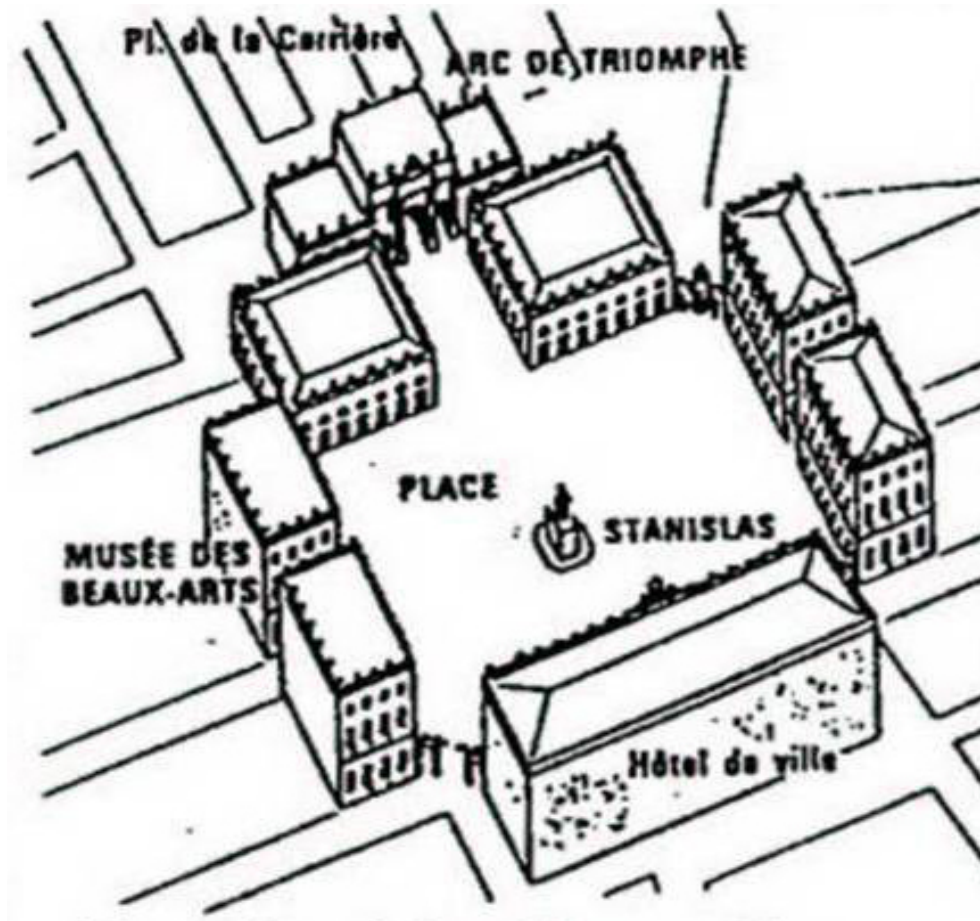 Pl. de la Carrière
ARC DE TRIOMPHE
PLACE
STANISLAS
MUSÉE DES
BEAUX-ARTS
Hôtel de ville